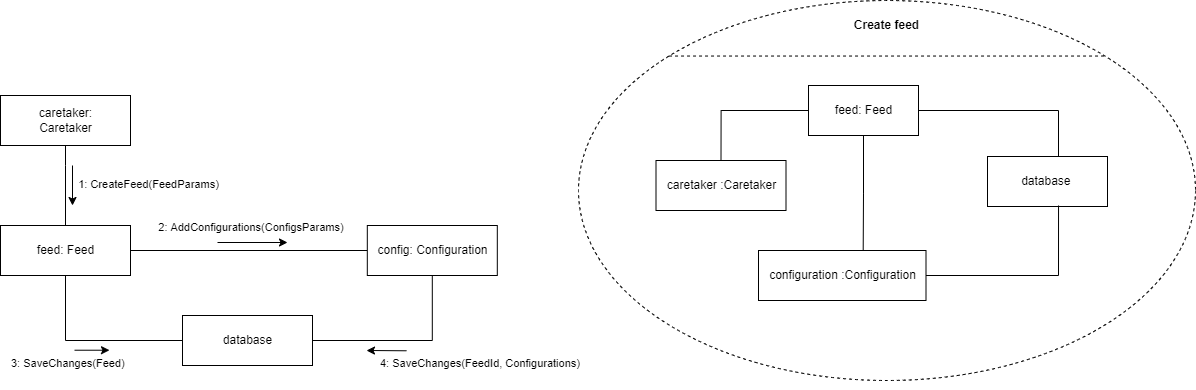 caretaker:
Caretaker
1: CreateFeed(FeedParams)
feed: Feed
2: AddConfigurations(ConfigsParams)
config: Configuration
database
3: SaveChanges(Feed)
4: SaveChanges(FeedId, Configurations)
Create feed
feed: Feed
caretaker :Caretaker
database
configuration :Configuration